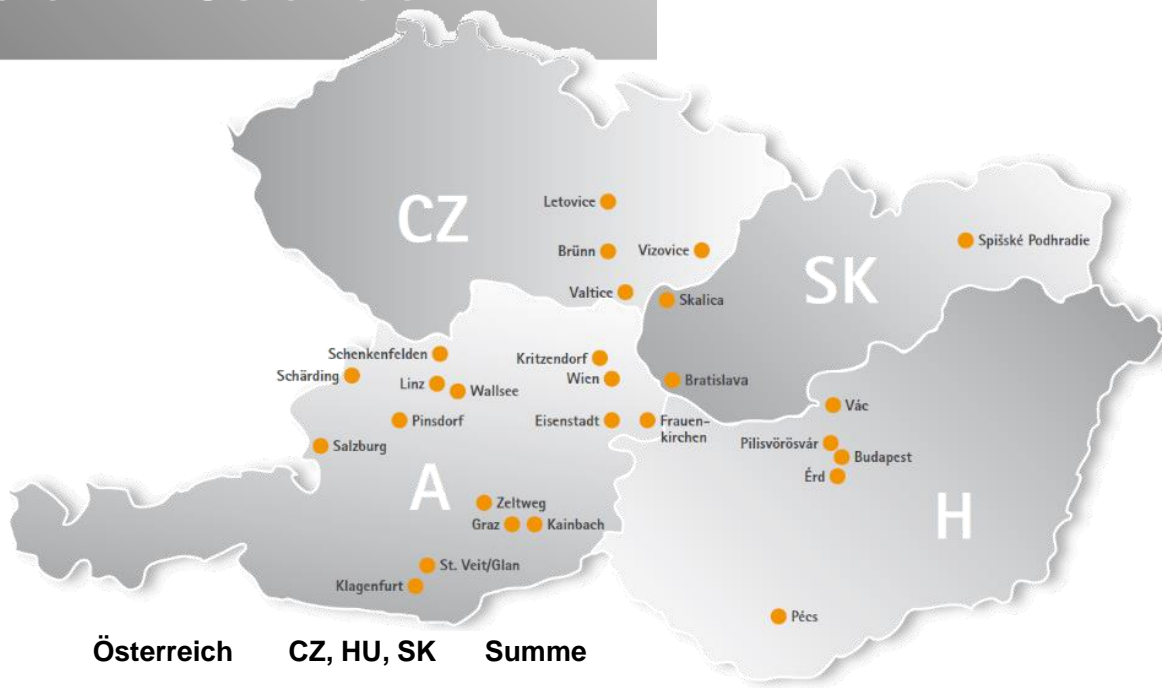 CZ
Letovice
Brünn
Vizovice
Valtice
SK
Spišské Podhradie
Skalica
Bratislava
Schenkenfelden
Schärding
Linz
Wallsee
Pinsdorf
Salzburg
Kritzendorf
Wien
Eisenstadt
Frauen-
kirchen
A
Zeltweg
Graz
Kainbach
St. Veit/Glan
Klagenfurt
Vác
Pilisvörösvár
Budapest
Érd
H
Pécs
Österreich CZ, HU, SK Summe